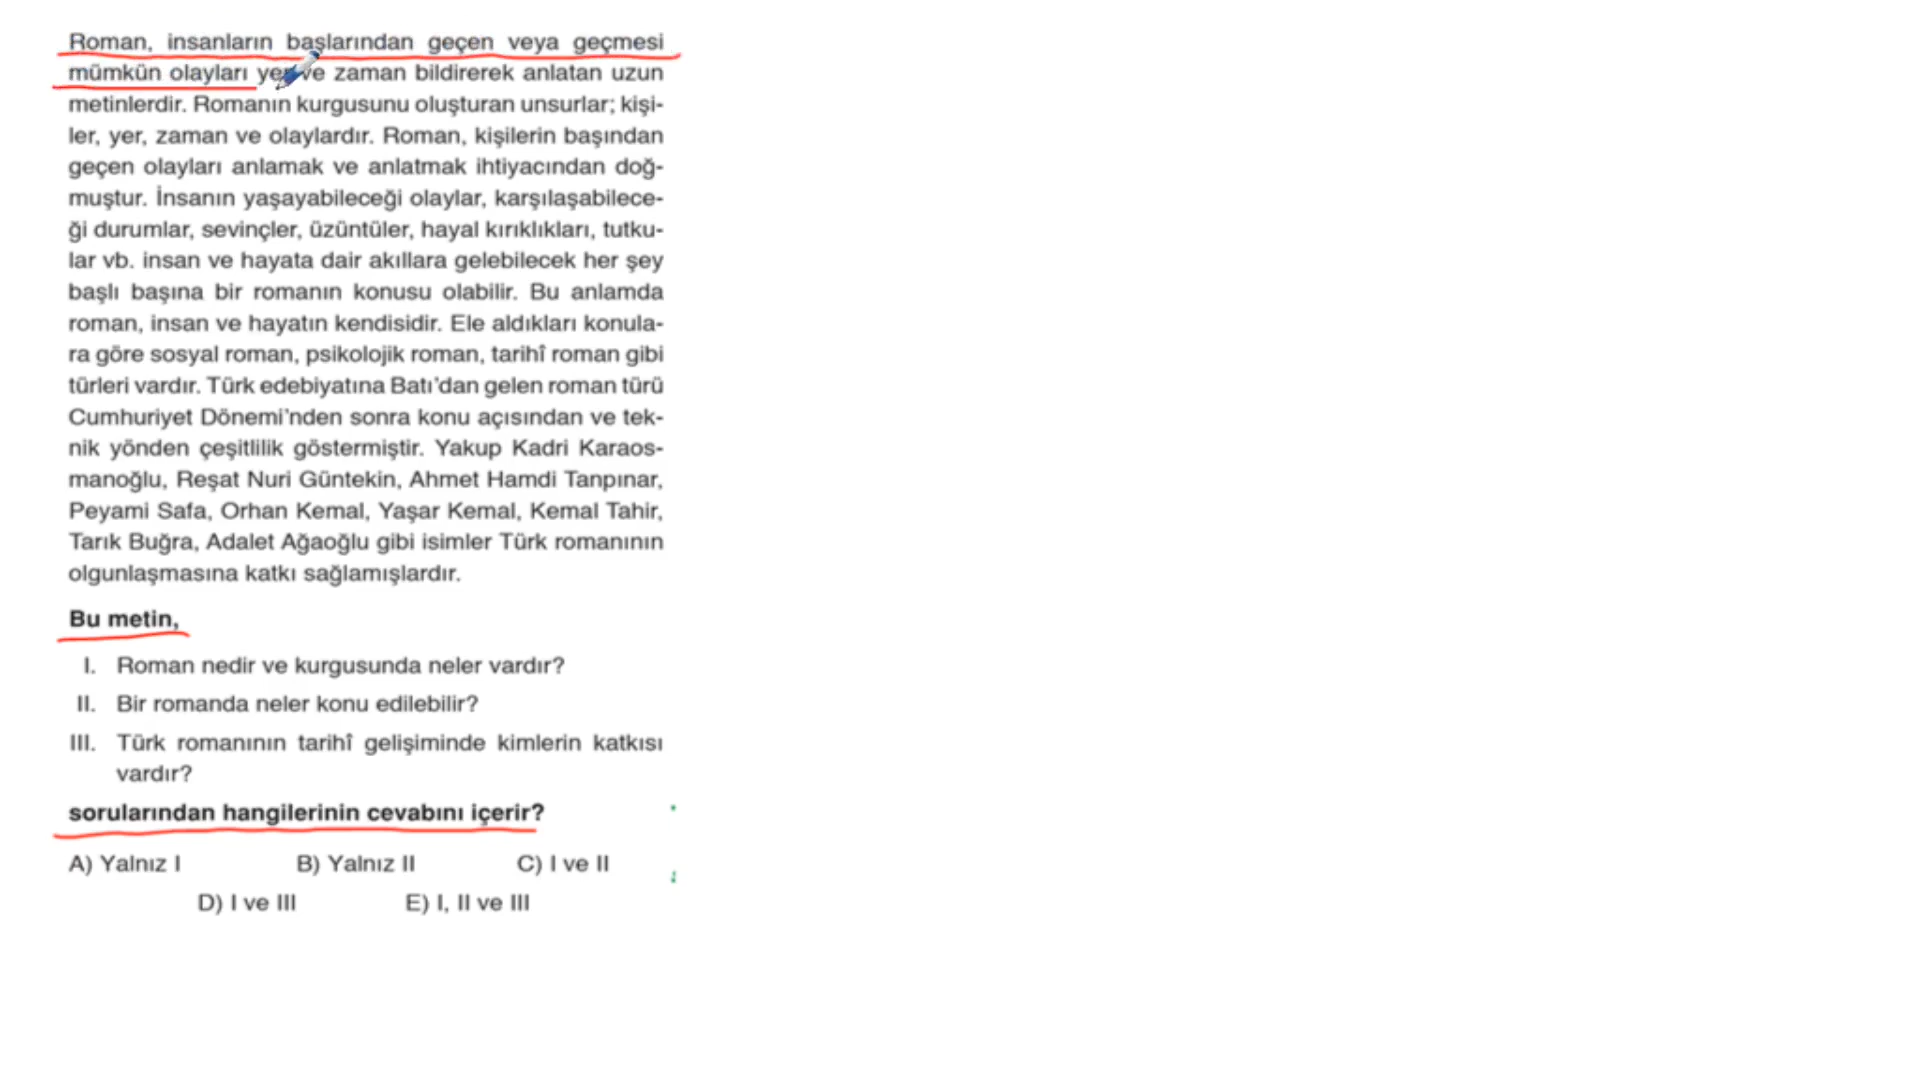 Roman, insanların başlarından geçen veya geçmesi
mümkün olayları yer ve zaman bildirerek anlatan uzun
metinlerdir. Romanın kurgusunu oluşturan unsurlar; kişi-
ler, yer, zaman ve olaylardır. Roman, kişilerin başından
geçen olayları anlamak ve anlatmak ihtiyacından doğ-
muştur. İnsanın yaşayabileceği olaylar, karşılaşabilece-
ği durumlar, sevinçler, üzüntüler, hayal kırıklıkları, tutku-
lar vb. insan ve hayata dair akıllara gelebilecek her şey
başlı başına bir romanın konusu olabilir. Bu anlamda
roman, insan ve hayatın kendisidir. Ele aldıkları konula-
ra göre sosyal roman, psikolojik roman, tarihî roman gibi
türleri vardır. Türk edebiyatına Batı'dan gelen roman türü
Cumhuriyet Dönemi'nden sonra konu açısından ve tek-
nik yönden çeşitlilik göstermiştir. Yakup Kadri Karaos-
manoğlu, Reşat Nuri Güntekin, Ahmet Hamdi Tanpınar,
Peyami Safa, Orhan Kemal, Yaşar Kemal, Kemal Tahir,
Tarık Buğra, Adalet Ağaoğlu gibi isimler Türk romanının
olgunlaşmasına katkı sağlamışlardır.
Bu metin,
I. Roman nedir ve kurgusunda neler vardır?
II. Bir romanda neler konu edilebilir?
III. Türk romanının tarihî gelişiminde kimlerin katkısı
vardır?
sorularından hangilerinin cevabını içerir?
A) Yalnız I B) Yalnız II C) I ve II
D) I ve III E) I, II ve III